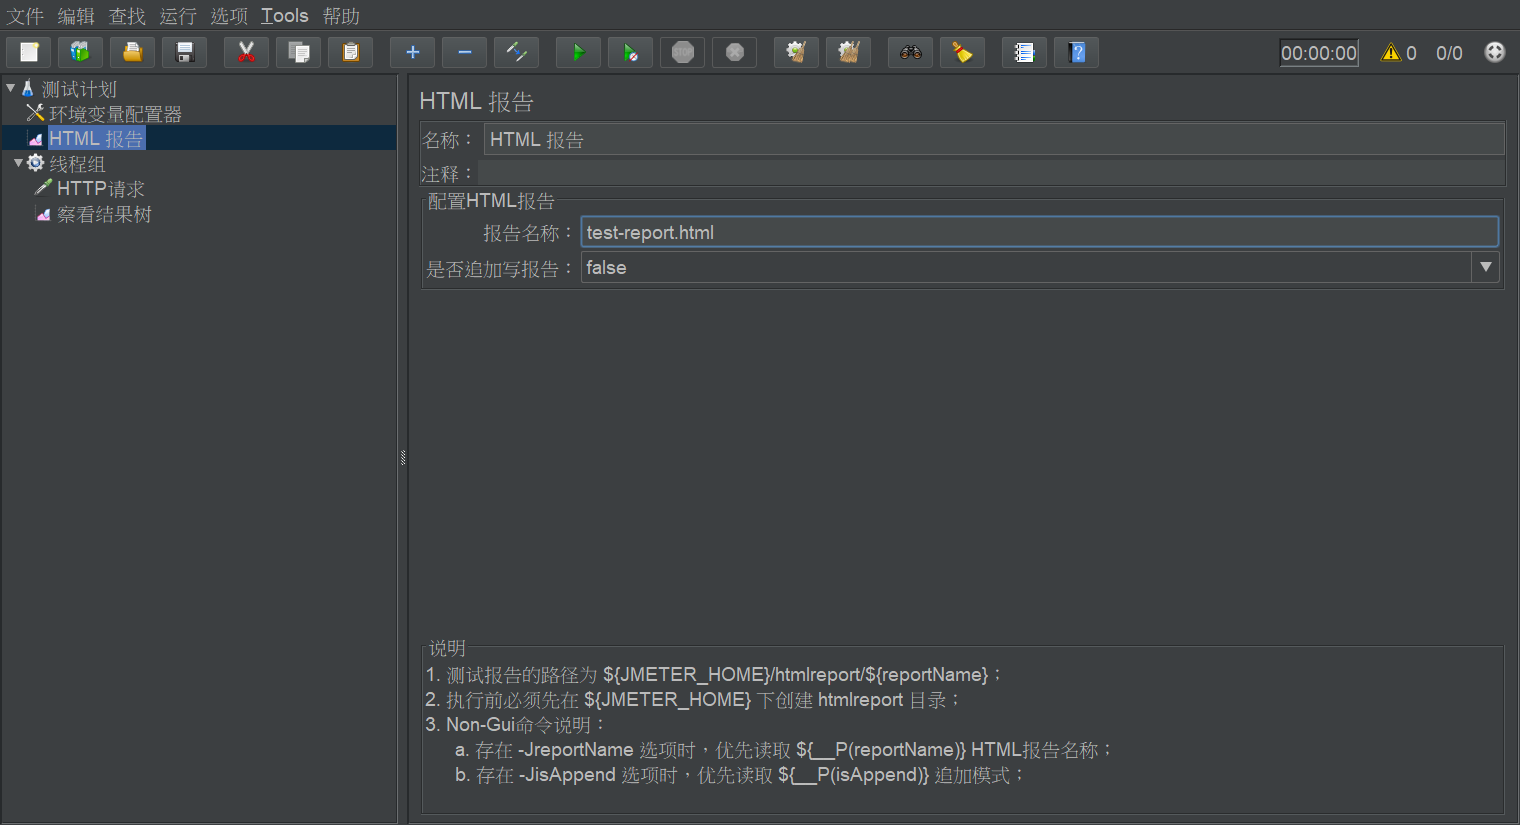 文件 编辑 查找 运行 选项 Tools 帮助
STOP
00:00:00 0 0/0
测试计划
环境变量配置器
HTML 报告
线程组
HTTP请求
察看结果树
HTML 报告
名称： HTML 报告
注释：
配置HTML报告
报告名称： test-report.html
是否追加写报告： false
说明
1. 测试报告的路径为 ${JMETER_HOME}/htmlreport/${reportName}；
2. 执行前必须先在 ${JMETER_HOME} 下创建 htmlreport 目录；
3. Non-Gui命令说明：
a. 存在 -JreportName 选项时，优先读取 ${__P(reportName)} HTML报告名称；
b. 存在 -JisAppend 选项时，优先读取 ${__P(isAppend)} 追加模式；